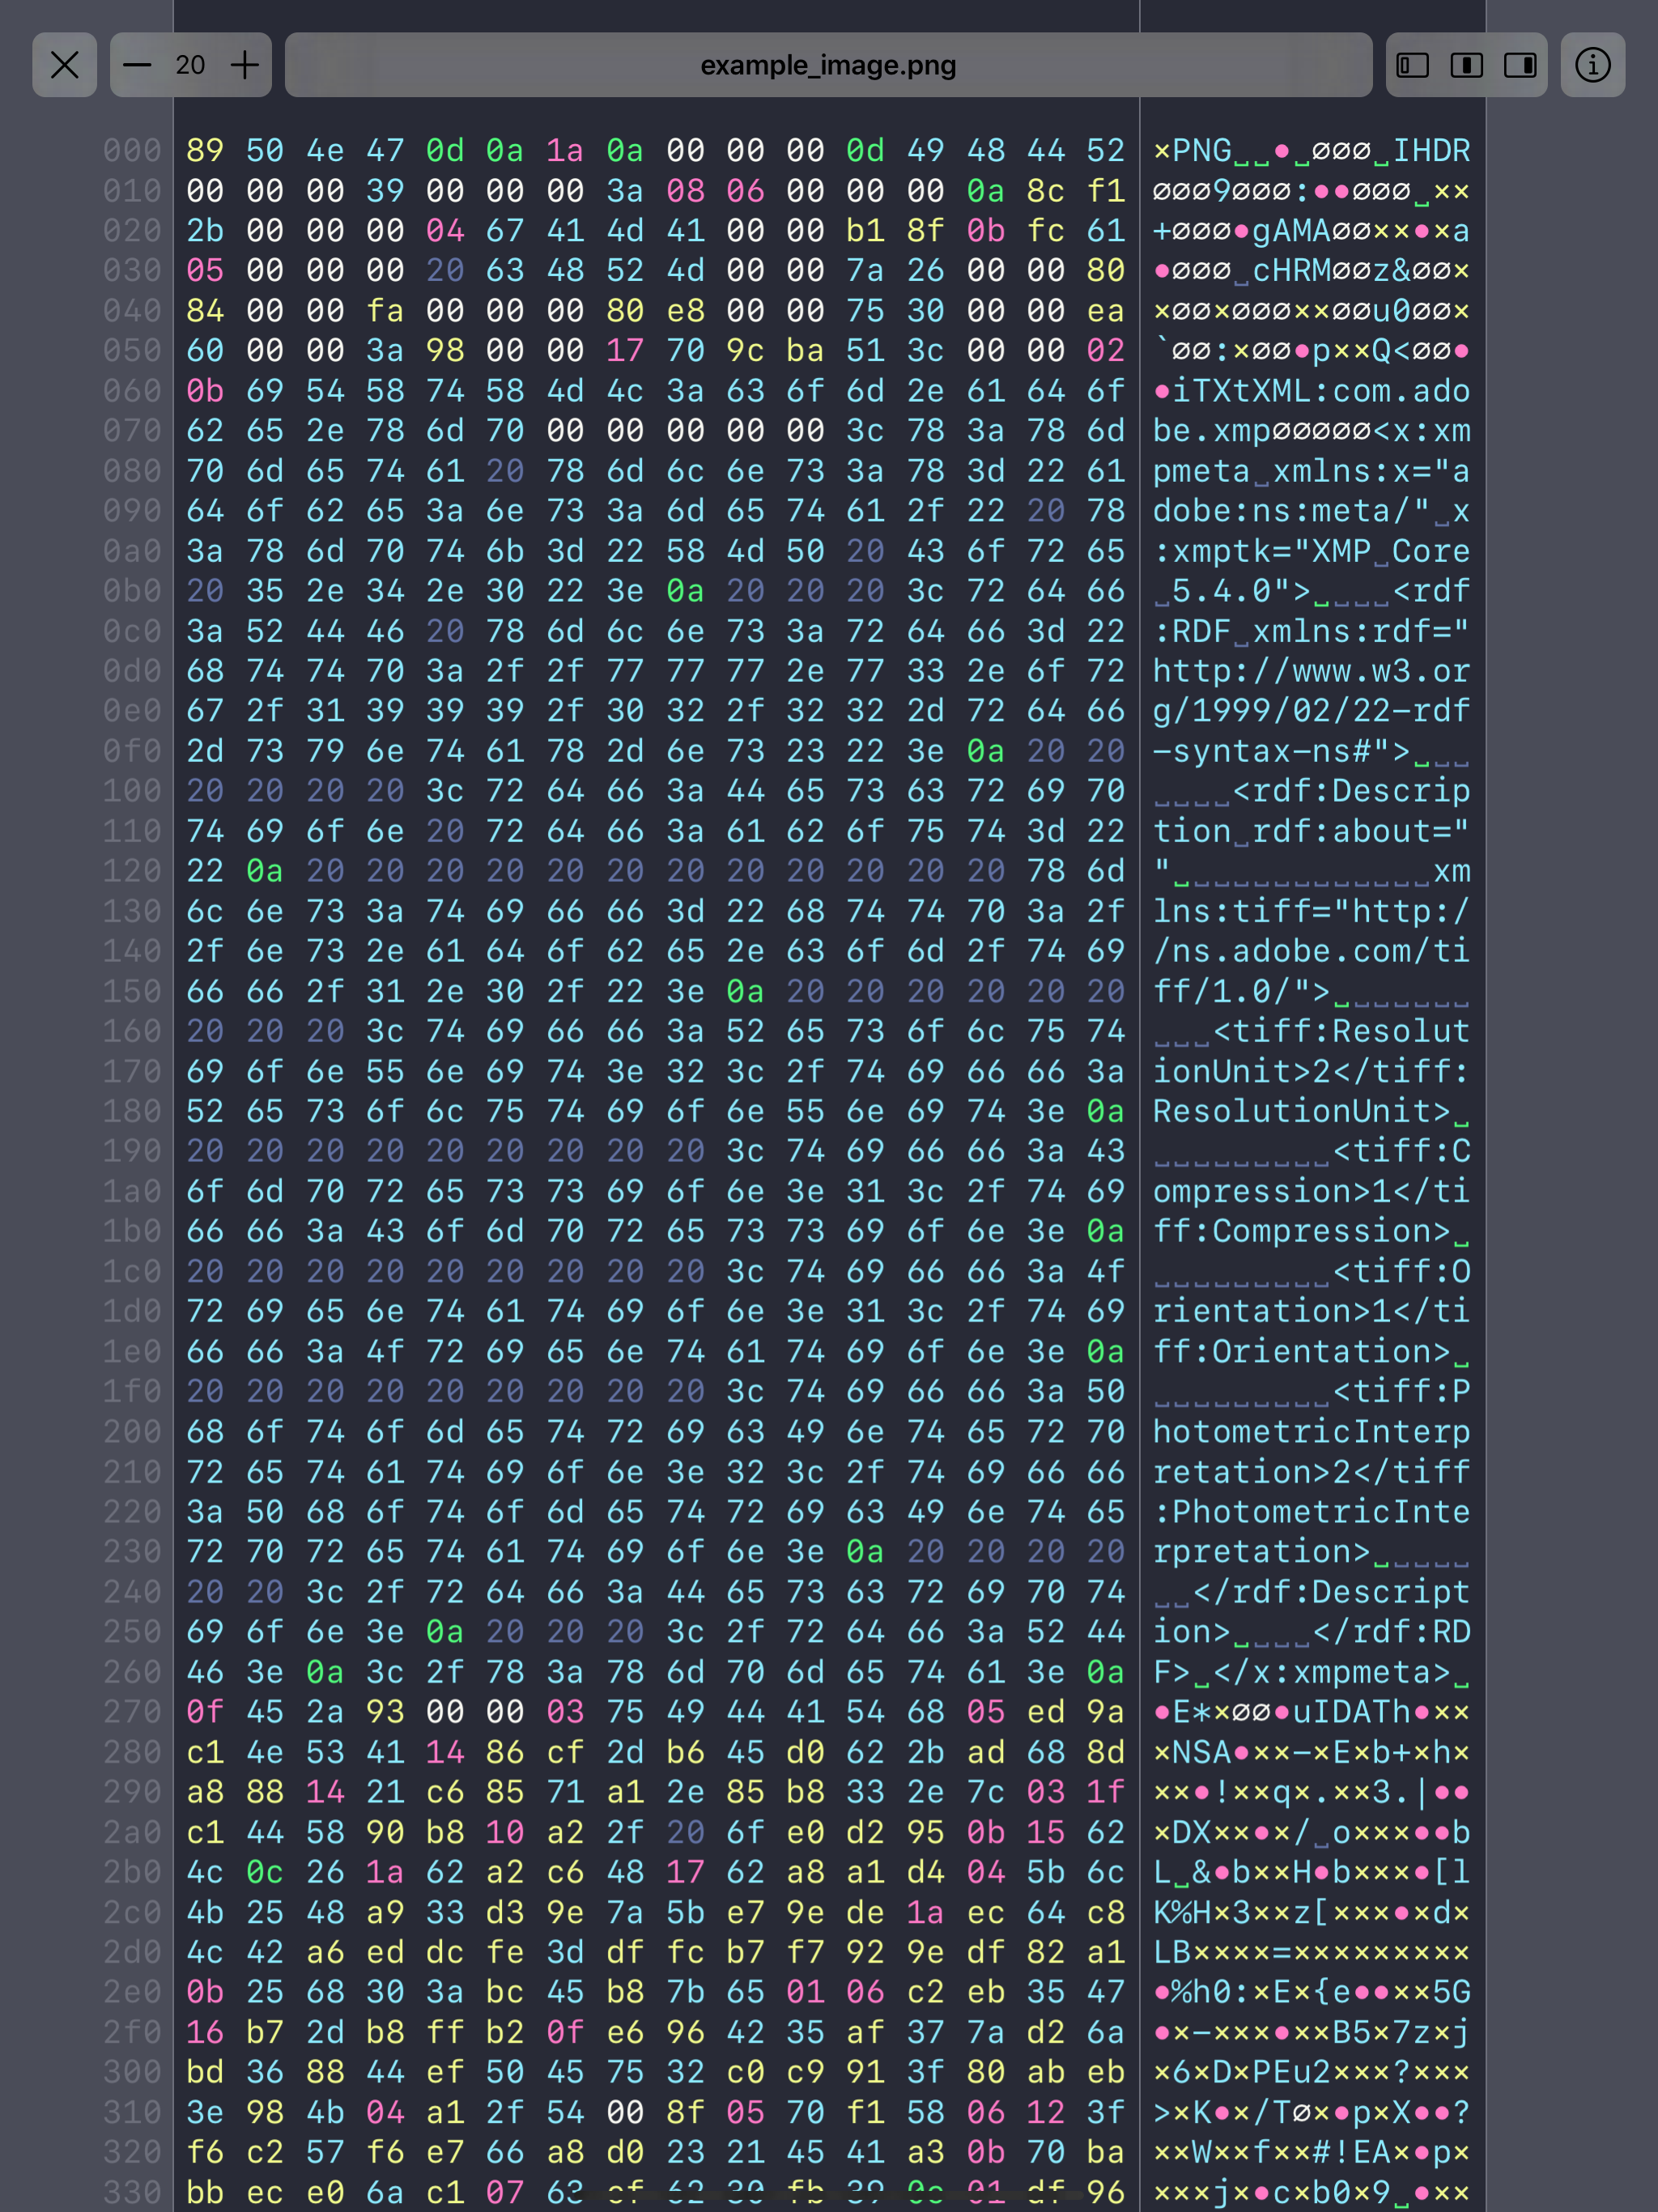 20
example_image.png
000 89 50 4e 47 0d 0a 1a 0a 00 00 00 0d 49 48 44 52 ×PNG␣␣•␣∅∅∅␣IHDR
010 00 00 00 39 00 00 00 3a 08 06 00 00 00 0a 8c f1 ∅∅∅9∅∅∅:••∅∅∅␣××
020 2b 00 00 00 04 67 41 4d 41 00 00 b1 8f 0b fc 61 +∅∅∅•gAMA∅∅××•×a
030 05 00 00 00 20 63 48 52 4d 00 00 7a 26 00 00 80 •∅∅∅␣cHRM∅∅z&∅∅×
040 84 00 00 fa 00 00 00 80 e8 00 00 75 30 00 00 ea ×∅∅×∅∅∅××∅∅u0∅∅×
050 60 00 00 3a 98 00 00 17 70 9c ba 51 3c 00 00 02 `∅∅:×∅∅•p××Q<∅∅•
060 0b 69 54 58 74 58 4d 4c 3a 63 6f 6d 2e 61 64 6f •iTXtXML:com.ado
070 62 65 2e 78 6d 70 00 00 00 00 00 3c 78 3a 78 6d be.xmp∅∅∅∅∅<x:xm
080 70 6d 65 74 61 20 78 6d 6c 6e 73 3a 78 3d 22 61 pmeta␣xmlns:x="a
090 64 6f 62 65 3a 6e 73 3a 6d 65 74 61 2f 22 20 78 dobe:ns:meta/"␣x
0a0 3a 78 6d 70 74 6b 3d 22 58 4d 50 20 43 6f 72 65 :xmptk="XMP␣Core
0b0 20 35 2e 34 2e 30 22 3e 0a 20 20 20 3c 72 64 66 ␣5.4.0">␣␣␣␣<rdf
0c0 3a 52 44 46 20 78 6d 6c 6e 73 3a 72 64 66 3d 22 :RDF␣xmlns:rdf="
0d0 68 74 74 70 3a 2f 2f 77 77 77 2e 77 33 2e 6f 72 http://www.w3.or
0e0 67 2f 31 39 39 39 2f 30 32 2f 32 32 2d 72 64 66 g/1999/02/22-rdf
0f0 2d 73 79 6e 74 61 78 2d 6e 73 23 22 3e 0a 20 20 -syntax-ns#">␣␣␣
100 20 20 20 20 3c 72 64 66 3a 44 65 73 63 72 69 70 ␣␣␣␣<rdf:Descrip
110 74 69 6f 6e 20 72 64 66 3a 61 62 6f 75 74 3d 22 tion␣rdf:about="
120 22 0a 20 20 20 20 20 20 20 20 20 20 20 20 78 6d "␣␣␣␣␣␣␣␣␣␣␣␣␣xm
130 6c 6e 73 3a 74 69 66 66 3d 22 68 74 74 70 3a 2f lns:tiff="http:/
140 2f 6e 73 2e 61 64 6f 62 65 2e 63 6f 6d 2f 74 69 /ns.adobe.com/ti
150 66 66 2f 31 2e 30 2f 22 3e 0a 20 20 20 20 20 20 ff/1.0/">␣␣␣␣␣␣␣
160 20 20 20 3c 74 69 66 66 3a 52 65 73 6f 6c 75 74 ␣␣␣<tiff:Resolut
170 69 6f 6e 55 6e 69 74 3e 32 3c 2f 74 69 66 66 3a ionUnit>2</tiff:
180 52 65 73 6f 6c 75 74 69 6f 6e 55 6e 69 74 3e 0a ResolutionUnit>␣
190 20 20 20 20 20 20 20 20 20 3c 74 69 66 66 3a 43 ␣␣␣␣␣␣␣␣␣<tiff:C
1a0 6f 6d 70 72 65 73 73 69 6f 6e 3e 31 3c 2f 74 69 ompression>1</ti
1b0 66 66 3a 43 6f 6d 70 72 65 73 73 69 6f 6e 3e 0a ff:Compression>␣
1c0 20 20 20 20 20 20 20 20 20 3c 74 69 66 66 3a 4f ␣␣␣␣␣␣␣␣␣<tiff:O
1d0 72 69 65 6e 74 61 74 69 6f 6e 3e 31 3c 2f 74 69 rientation>1</ti
1e0 66 66 3a 4f 72 69 65 6e 74 61 74 69 6f 6e 3e 0a ff:Orientation>␣
1f0 20 20 20 20 20 20 20 20 20 3c 74 69 66 66 3a 50 ␣␣␣␣␣␣␣␣␣<tiff:P
200 68 6f 74 6f 6d 65 74 72 69 63 49 6e 74 65 72 70 hotometricInterp
210 72 65 74 61 74 69 6f 6e 3e 32 3c 2f 74 69 66 66 retation>2</tiff
220 3a 50 68 6f 74 6f 6d 65 74 72 69 63 49 6e 74 65 :PhotometricInte
230 72 70 72 65 74 61 74 69 6f 6e 3e 0a 20 20 20 20 rpretation>␣␣␣␣␣
240 20 20 3c 2f 72 64 66 3a 44 65 73 63 72 69 70 74 ␣␣</rdf:Descript
250 69 6f 6e 3e 0a 20 20 20 3c 2f 72 64 66 3a 52 44 ion>␣␣␣␣</rdf:RD
260 46 3e 0a 3c 2f 78 3a 78 6d 70 6d 65 74 61 3e 0a F>␣</x:xmpmeta>␣
270 0f 45 2a 93 00 00 03 75 49 44 41 54 68 05 ed 9a •E*×∅∅•uIDATh•××
280 c1 4e 53 41 14 86 cf 2d b6 45 d0 62 2b ad 68 8d ×NSA•××-×E×b+×h×
290 a8 88 14 21 c6 85 71 a1 2e 85 b8 33 2e 7c 03 1f ××•!××q×.××3.|••
2a0 c1 44 58 90 b8 10 a2 2f 20 6f e0 d2 95 0b 15 62 ×DX××•×/␣o×××••b
2b0 4c 0c 26 1a 62 a2 c6 48 17 62 a8 a1 d4 04 5b 6c L␣&•b××H•b×××•[l
2c0 4b 25 48 a9 33 d3 9e 7a 5b e7 9e de 1a ec 64 c8 K%H×3××z[×××•×d×
2d0 4c 42 a6 ed dc fe 3d df fc b7 f7 92 9e df 82 a1 LB××××=×××××××××
2e0 0b 25 68 30 3a bc 45 b8 7b 65 01 06 c2 eb 35 47 •%h0:×E×{e••××5G
2f0 16 b7 2d b8 ff b2 0f e6 96 42 35 af 37 7a d2 6a •×-×××•××B5×7z×j
300 bd 36 88 44 ef 50 45 75 32 c0 c9 91 3f 80 ab eb ×6×D×PEu2×××?×××
310 3e 98 4b 04 a1 2f 54 00 8f 05 70 f1 58 06 12 3f >×K•×/T∅×•p×X••?
320 f6 c2 57 f6 e7 66 a8 d0 23 21 45 41 a3 0b 70 ba ××W××f××#!EA×•p×
330 bb ec e0 6a c1 07 63 cf 62 30 fb 39 0c 01 df 96 ×××j×•c×b0×9␣•××